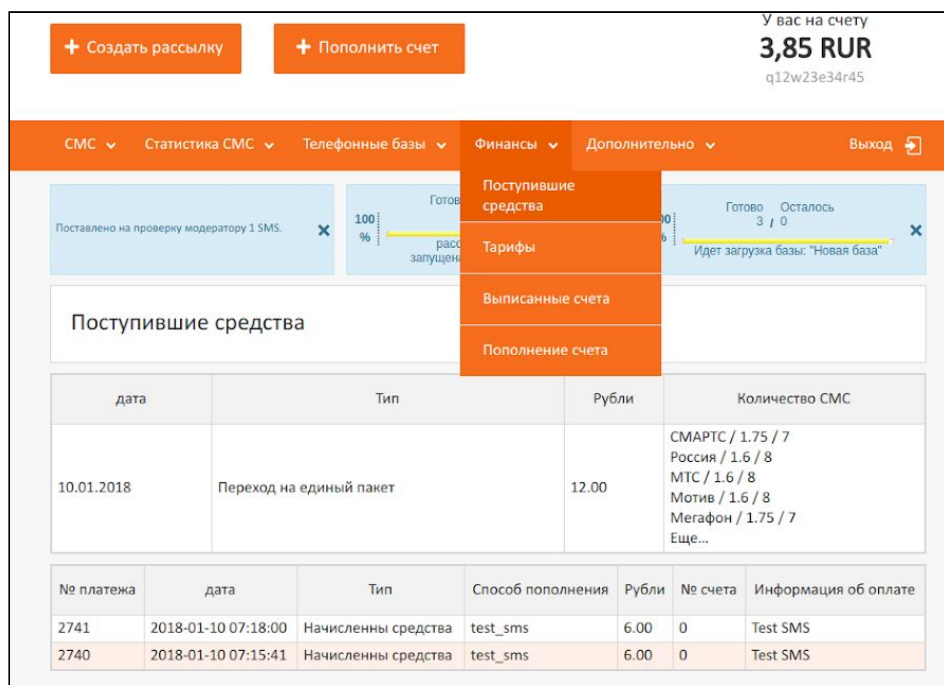 У вас на счету
+ Создать рассылку
+ Пополнить счет
3,85 RUR
q12w23e34r45
СМС
Статистика СМС
Телефонные базы
Финансы
Дополнительно
Выход
Поступившие
средства
Тарифы
Выписанные счета
Пополнение счета
Поставлено на проверку модератору 1 SMS.
100
%
Готово Осталось
3 / 0
Идет загрузка базы: "Новая база"
Поступившие средства
дата Тип Рубли Количество СМС
10.01.2018 Переход на единый пакет 12.00
СМАРТС / 1.75 / 7
Россия / 1.6 / 8
МТС / 1.6 / 8
Мотив / 1.6 / 8
Мегафон / 1.75 / 7
Еще...
№ платежа дата Тип Способ пополнения Рубли № счета Информация об оплате
2741 2018-01-10 07:18:00 Начисленны средства test_sms 6.00 0 Test SMS
2740 2018-01-10 07:15:41 Начисленны средства test_sms 6.00 0 Test SMS